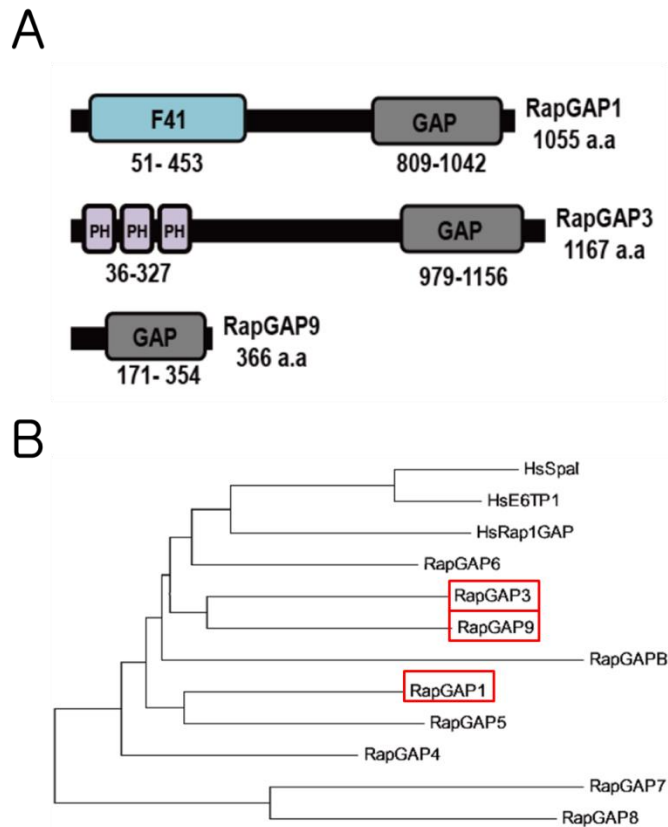 A
F41
GAP
RapGAP1
1055 a.a
51- 453
809-1042
PH PH PH
GAP
RapGAP3
1167 a.a
36-327
979-1156
GAP
RapGAP9
366 a.a
171- 354
B
HsSpaI
HsE6TP1
HsRap1GAP
RapGAP6
RapGAP3
RapGAP9
RapGAPB
RapGAP1
RapGAP5
RapGAP4
RapGAP7
RapGAP8